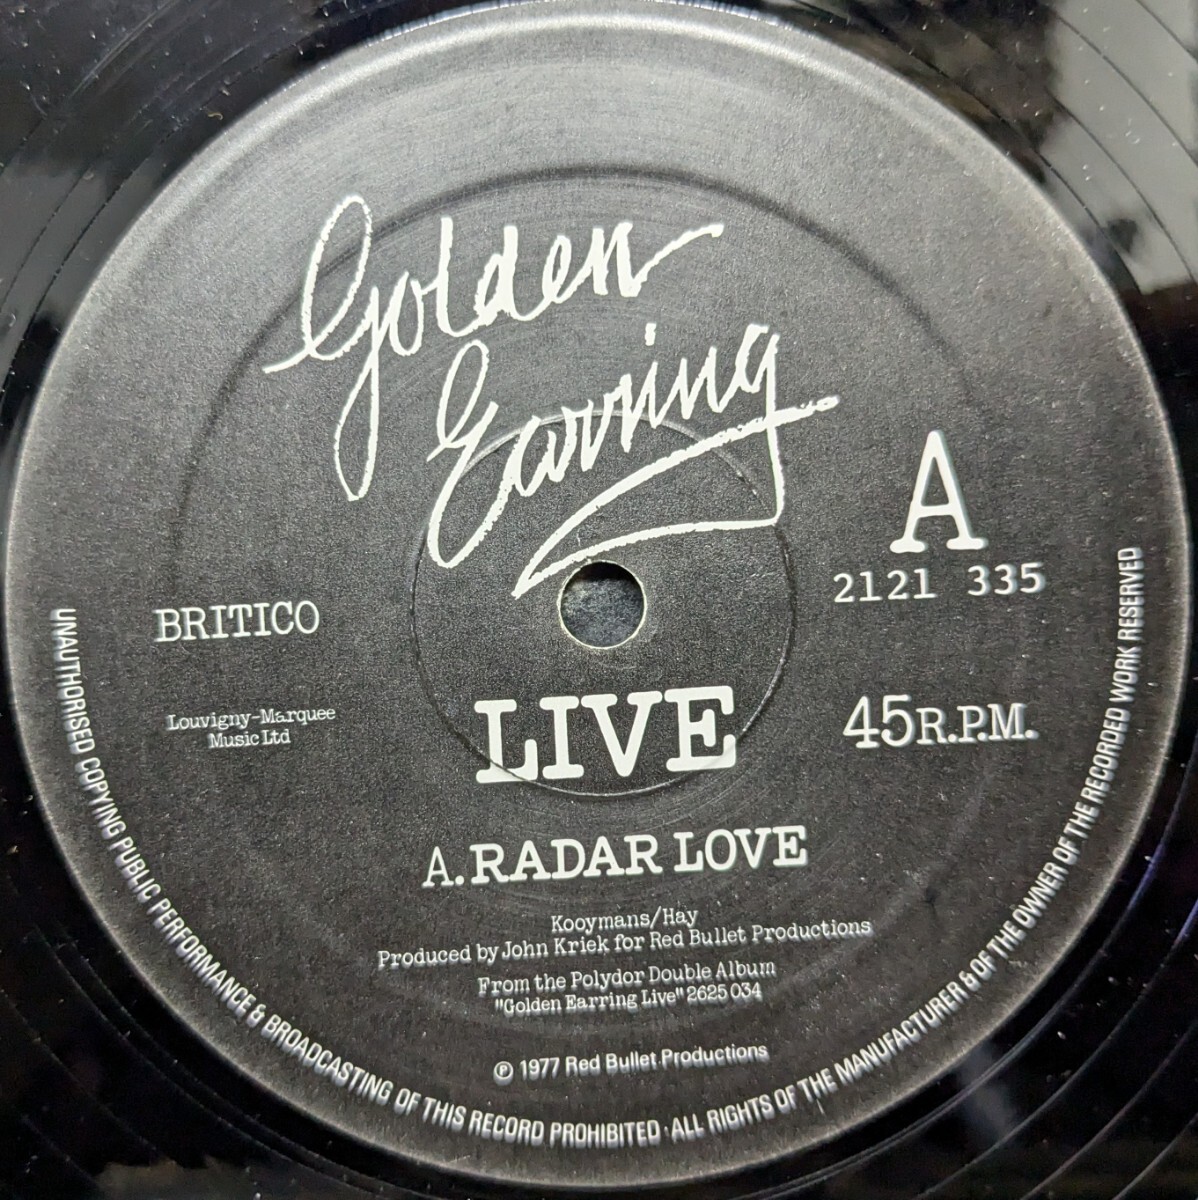 Golden
Earring
A
2121 335
BRITICO
Louvigny-Marquee
Music Ltd
LIVE
45 R.P.M.
A. RADAR LOVE
Kooymans/Hay
Produced by John Kriek for Red Bullet Productions
From the Polydor Double Album
"Golden Earring Live" 2625 034
℗ 1977 Red Bullet Productions
UNAUTHORISED COPYING PUBLIC PERFORMANCE & BROADCASTING OF THIS RECORD PROHIBITED · ALL RIGHTS OF THE MANUFACTURER & OF THE OWNER OF THE RECORDED WORK RESERVED